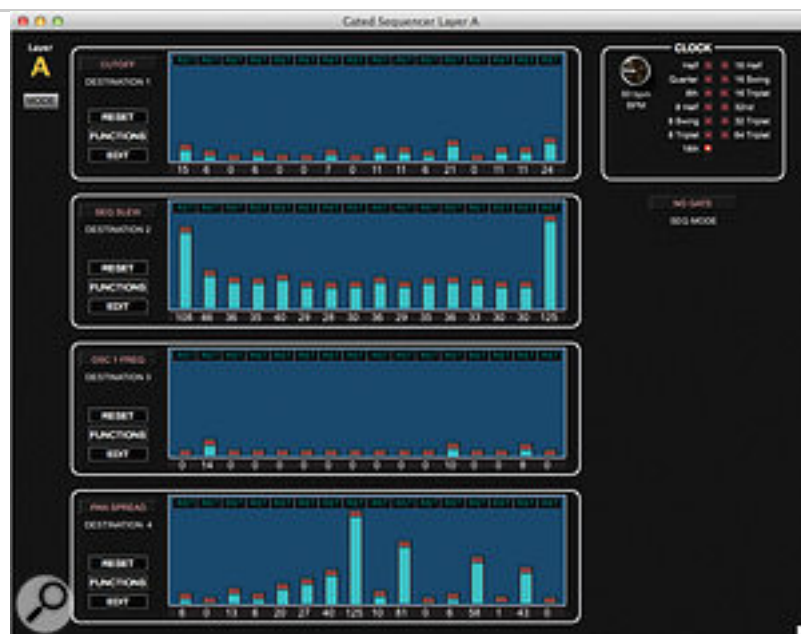 Gated Sequencer Layer A
Layer
A
MODE
CUTOFF
DESTINATION 1
RESET
FUNCTIONS
EDIT
15 6 0 6 0 0 7 0 11 11 6 21 0 11 11 24
SEQ SLEW
DESTINATION 2
RESET
FUNCTIONS
EDIT
108 46 36 35 40 29 28 30 36 29 35 36 33 30 30 125
OSC 1 FREQ
DESTINATION 3
RESET
FUNCTIONS
EDIT
0 14 0 0 0 0 0 0 0 0 0 10 0 0 8 0
PAN SPREAD
DESTINATION 4
RESET
FUNCTIONS
EDIT
6 0 13 6 20 27 40 125 10 81 0 6 58 1 43 0
CLOCK
BPM
Half 16 Half
Quarter 16 Swing
8th 16 Triplet
8 Half 32nd
8 Swing 32 Triplet
8 Triplet 64 Triplet
16th
NO GATE
SEQ MODE